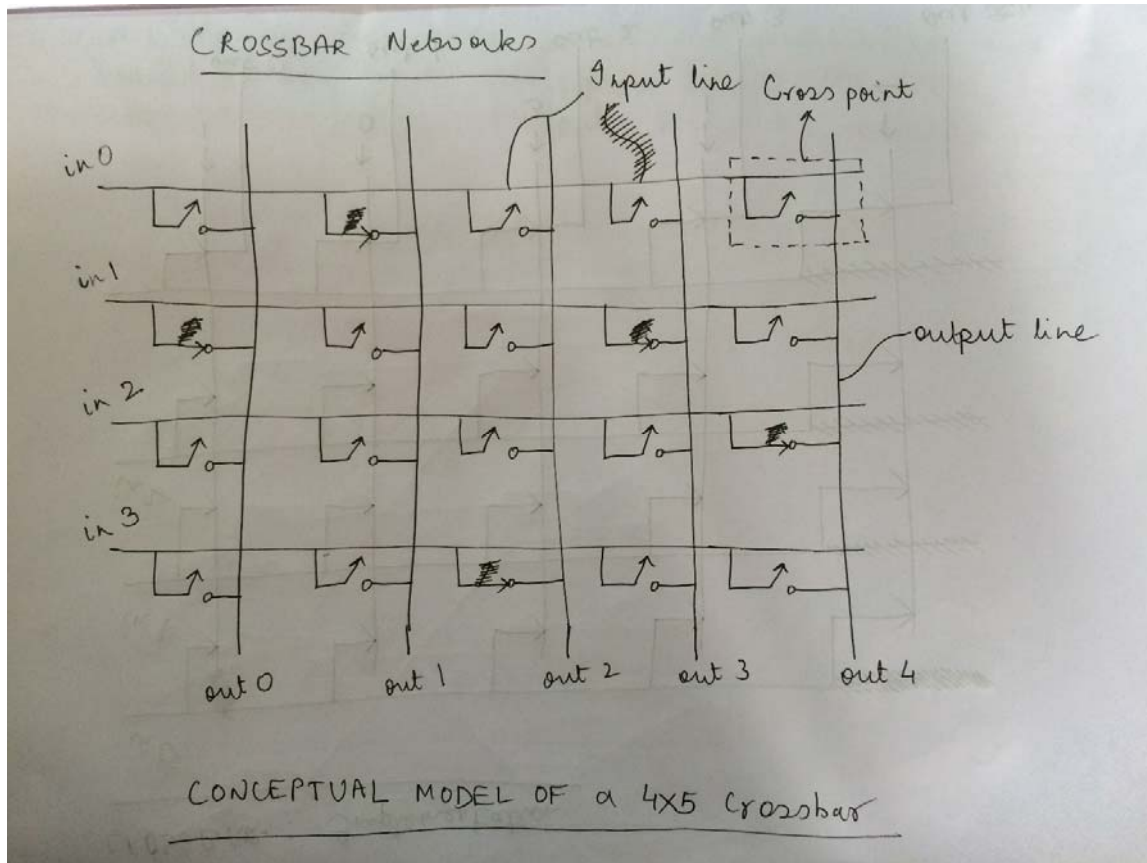 CROSSBAR Networks
Input line
Cross point
in 0
in 1
output line
in 2
in 3
out 0
out 1
out 2
out 3
out 4
CONCEPTUAL MODEL OF a 4X5 Crossbar